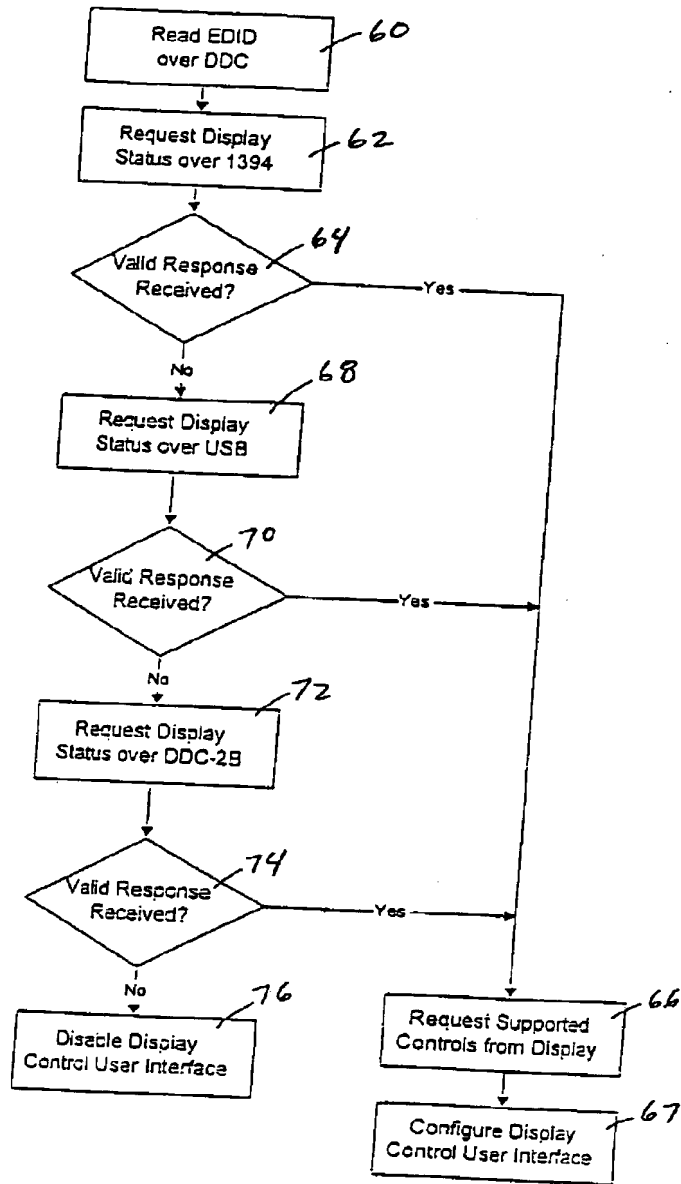 Read EDID
over DDC
60
Request Display
Status over 1394
62
Valid Response
Received?
64
Yes
No
Request Display
Status over USB
68
Valid Response
Received?
70
Yes
No
Request Display
Status over DDC-2B
72
Valid Response
Received?
74
Yes
No
Disable Display
Control User Interface
76
Request Supported
Controls from Display
66
Configure Display
Control User Interface
67